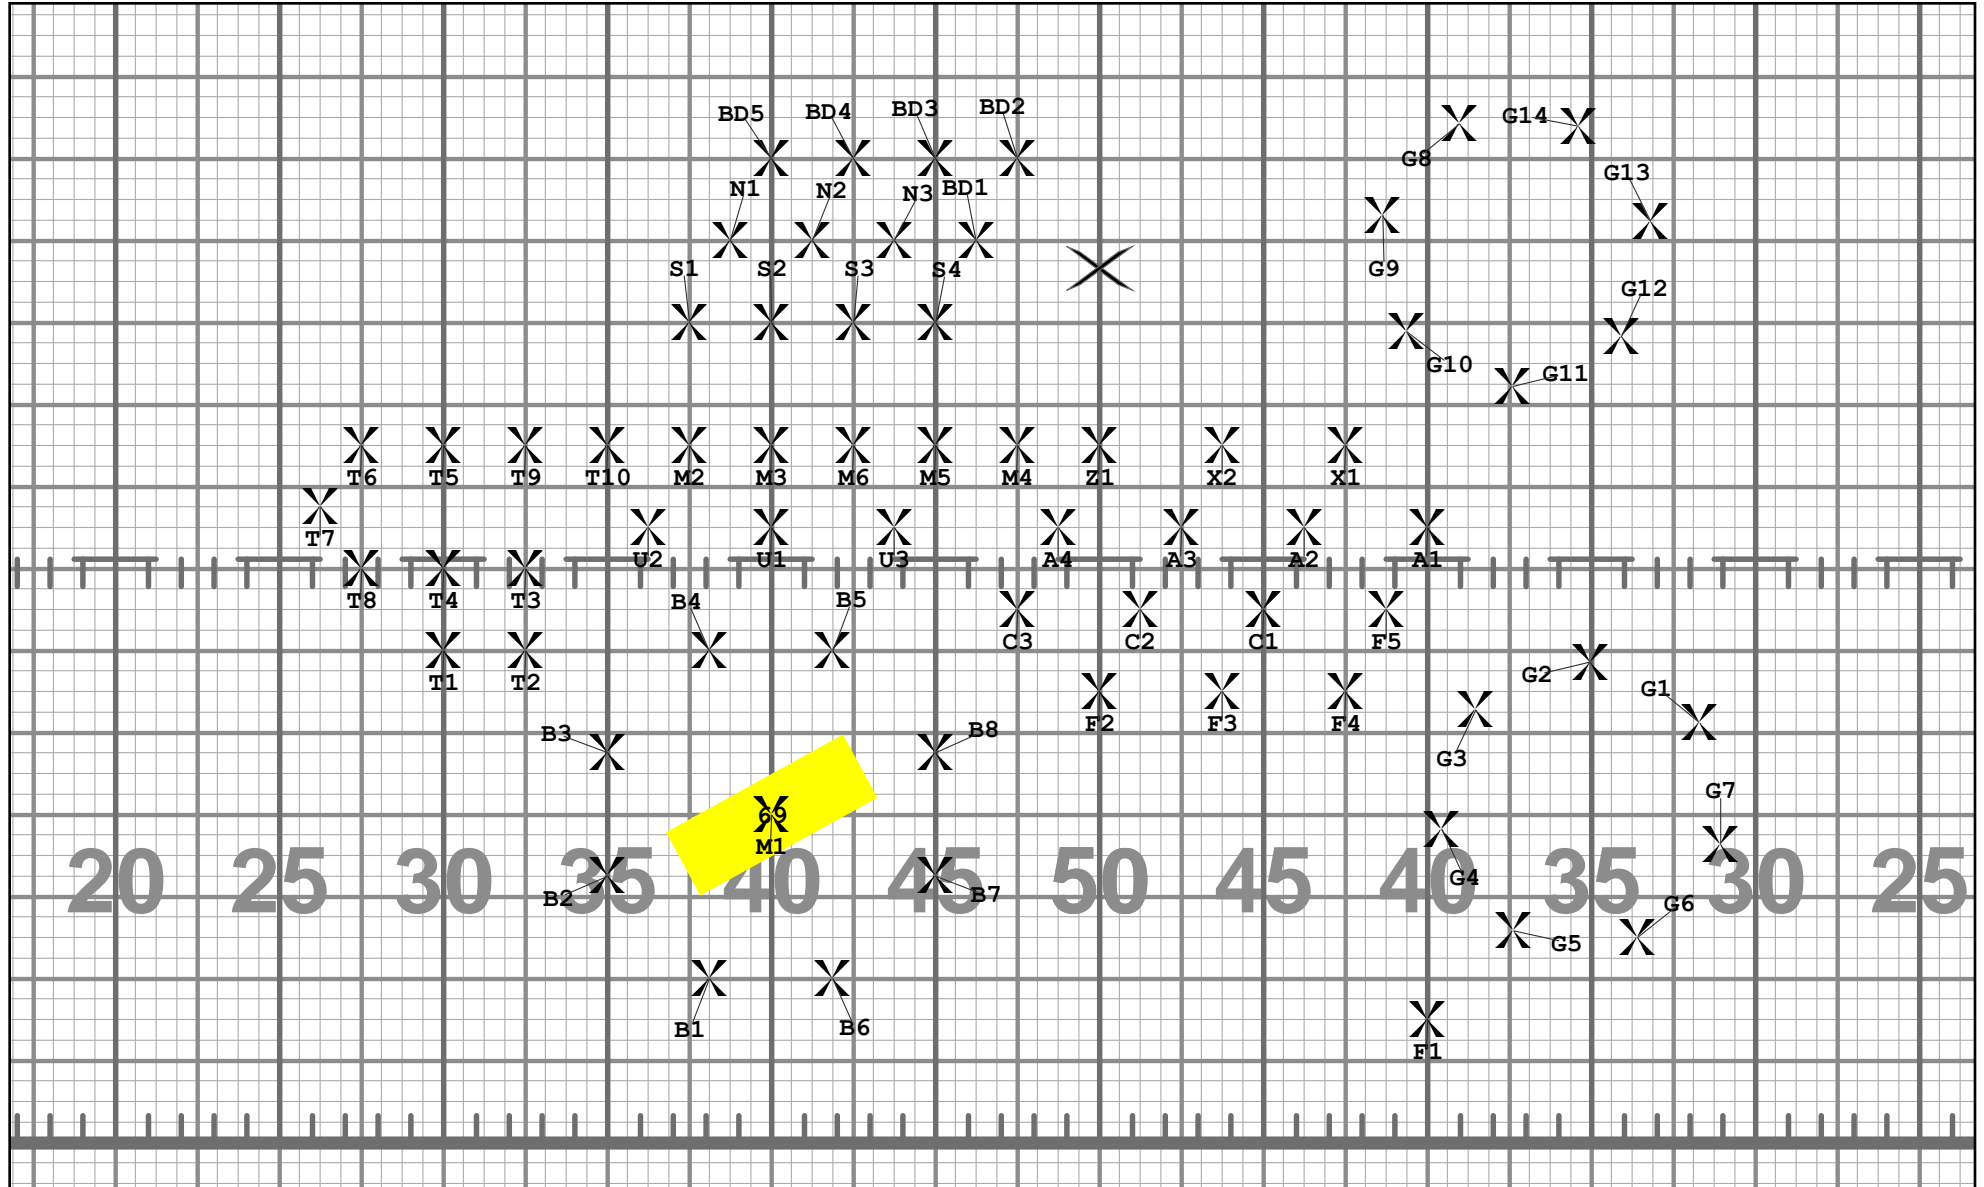 BD5 BD4 BD3 BD2 G14
G8
G13
N1 N2 N3 BD1
S1 S2 S3 S4 G9
G12
G10 G11
T6 T5 T9 T10 M2 M3 M6 M5 M4 Z1 X2 X1
T7
U2 U1 U3 A4 A3 A2 A1
T8 T4 T3 B4 B5
C3 C2 C1 F5
T1 T2 G2 G1
B3 F2 F3 F4 B8
G3
G7
69
M1
20 25 30 35 40 45 50 45 40 35 30 25
B2 B7 G4 G6
G5
B1 B6
F1